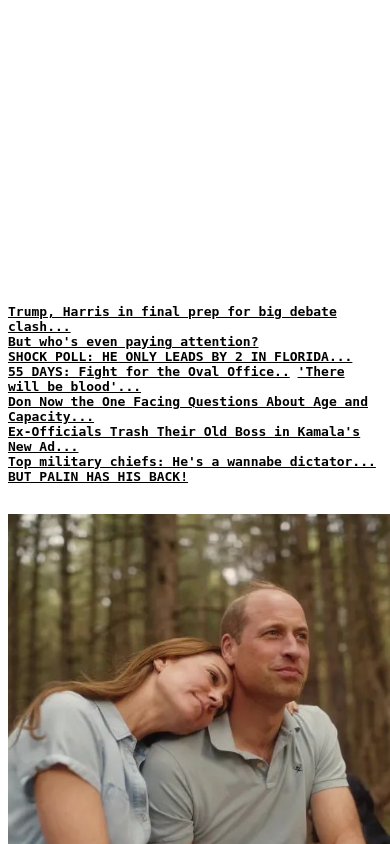 Trump, Harris in final prep for big debate
clash...
But who's even paying attention?
SHOCK POLL: HE ONLY LEADS BY 2 IN FLORIDA...
55 DAYS: Fight for the Oval Office.. 'There
will be blood'...
Don Now the One Facing Questions About Age and
Capacity...
Ex-Officials Trash Their Old Boss in Kamala's
New Ad...
Top military chiefs: He's a wannabe dictator...
BUT PALIN HAS HIS BACK!